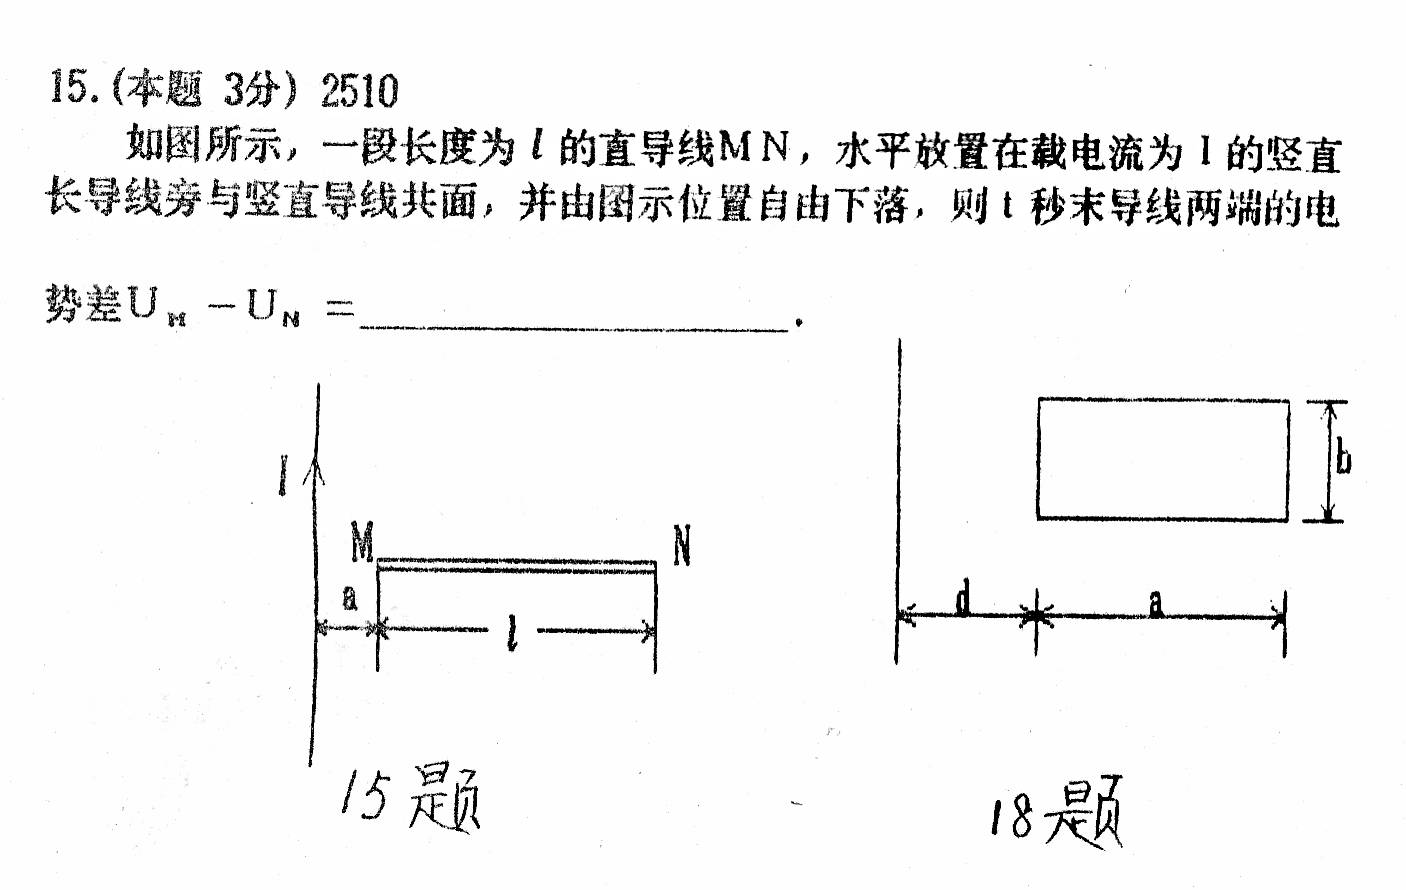 15.(本题 3分) 2510
如图所示，一段长度为 l 的直导线MN，水平放置在载电流为 I 的竖直
长导线旁与竖直导线共面，并由图示位置自由下落，则 t 秒末导线两端的电
势差U_M －U_N ＝____________.
I
M
N
a
l
b
d
a
15题
18题